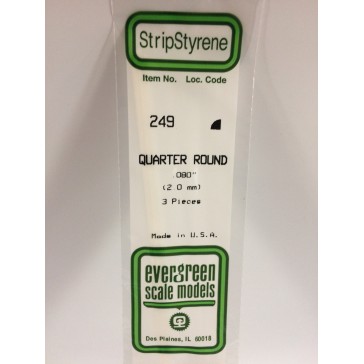 StripStyrene
Item No. Loc. Code
249
QUARTER ROUND
.080"
(2.0 mm)
3 Pieces
Made in U.S.A.
evergreen
scale models
Des Plaines, IL 60018